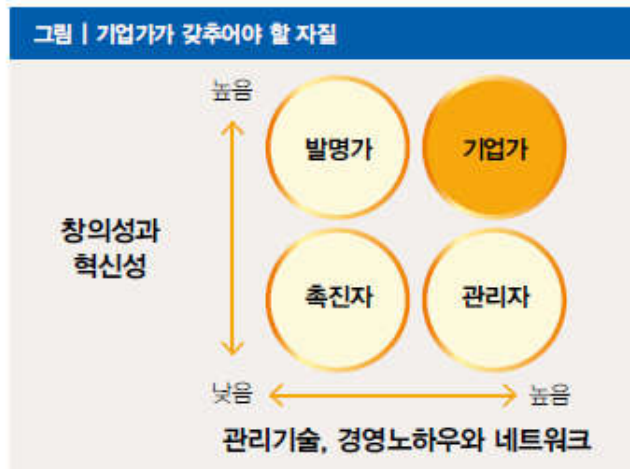 그림 | 기업가가 갖추어야 할 자질
높음
발명가 기업가
창의성과
혁신성
촉진자 관리자
낮음 높음
관리기술, 경영노하우와 네트워크